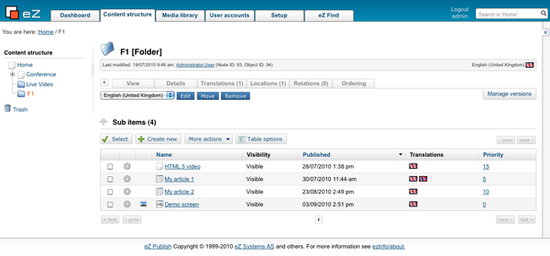 eZ
Dashboard
Content structure
Media library
User accounts
Setup
eZ Find
Logout
admin
Search in 'Home'
You are here: Home / F1
Content structure
Home
Conference
Live Video
F1
Trash
F1 [Folder]
Last modified: 19/07/2010 9:46 am, Administrator User (Node ID: 93, Object ID: 94)
English (United Kingdom)
View
Details
Translations (1)
Locations (1)
Relations (0)
Ordering
English (United Kingdom)
Edit
Move
Remove
Manage versions
Sub items (4)
Select
Create new
More actions
Table options
‹ prev
next ›
Name Visibility Published Translations Priority
HTML 5 video Visible 28/07/2010 1:38 pm 15
My article 1 Visible 30/07/2010 11:44 am 5
My article 2 Visible 23/08/2010 2:49 pm 10
Demo screen Visible 03/09/2010 2:51 pm 0
« first
‹ prev
1
next ›
last »
eZ Publish Copyright © 1999-2010 eZ Systems AS and others. For more information see ezinfo/about.